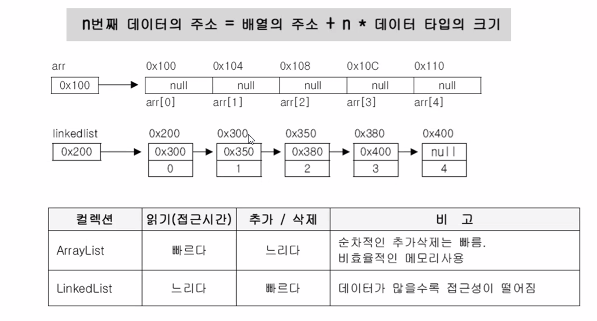 n번째 데이터의 주소 = 배열의 주소 + n * 데이터 타입의 크기
arr 0x100 0x104 0x108 0x10C 0x110
0x100 null null null null null
arr[0] arr[1] arr[2] arr[3] arr[4]
linkedlist 0x200 0x300 0x350 0x380 0x400
0x200 0x300 0x350 0x380 0x400 null
0 1 2 3 4
컬렉션 읽기(접근시간) 추가 / 삭제 비 고
ArrayList 빠르다 느리다 순차적인 추가삭제는 빠름.
비효율적인 메모리사용
LinkedList 느리다 빠르다 데이터가 많을수록 접근성이 떨어짐